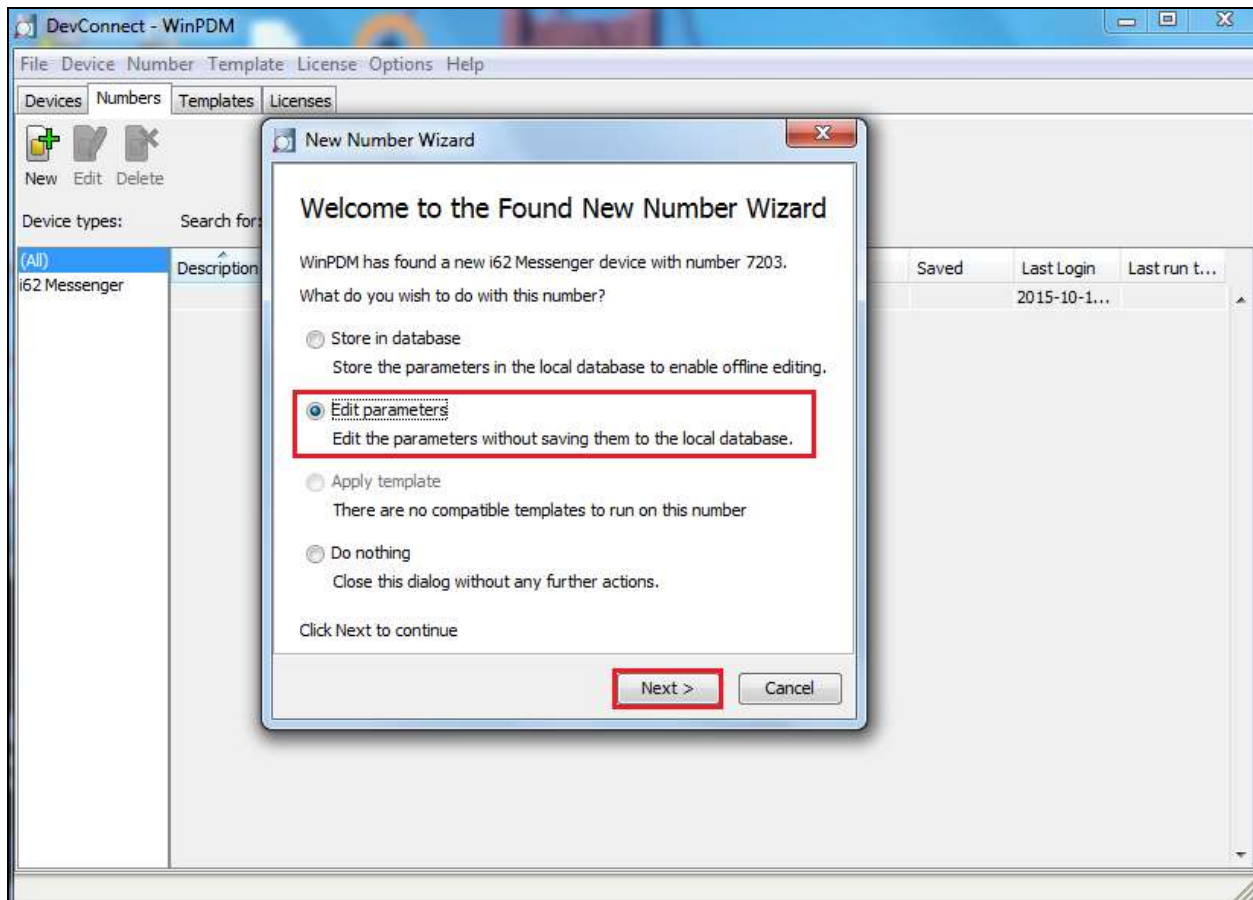 DevConnect - WinPDM
File Device Number Template License Options Help
Devices Numbers Templates Licenses
New Edit Delete
Device types: Search for:
(All)
i62 Messenger
Description Saved Last Login Last run t...
2015-10-1...
New Number Wizard
Welcome to the Found New Number Wizard
WinPDM has found a new i62 Messenger device with number 7203.
What do you wish to do with this number?
Store in database
Store the parameters in the local database to enable offline editing.
Edit parameters
Edit the parameters without saving them to the local database.
Apply template
There are no compatible templates to run on this number
Do nothing
Close this dialog without any further actions.
Click Next to continue
Next > Cancel